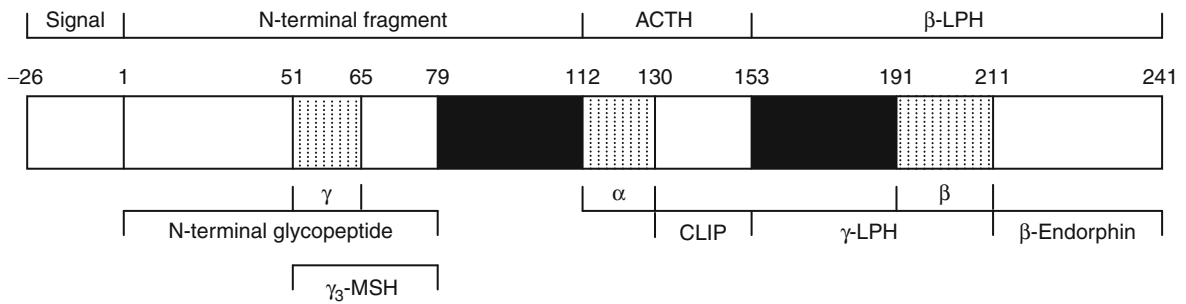 Signal N-terminal fragment ACTH β-LPH
–26 1 51 65 79 112 130 153 191 211 241
γ α β
N-terminal glycopeptide CLIP γ-LPH β-Endorphin
γ₃-MSH